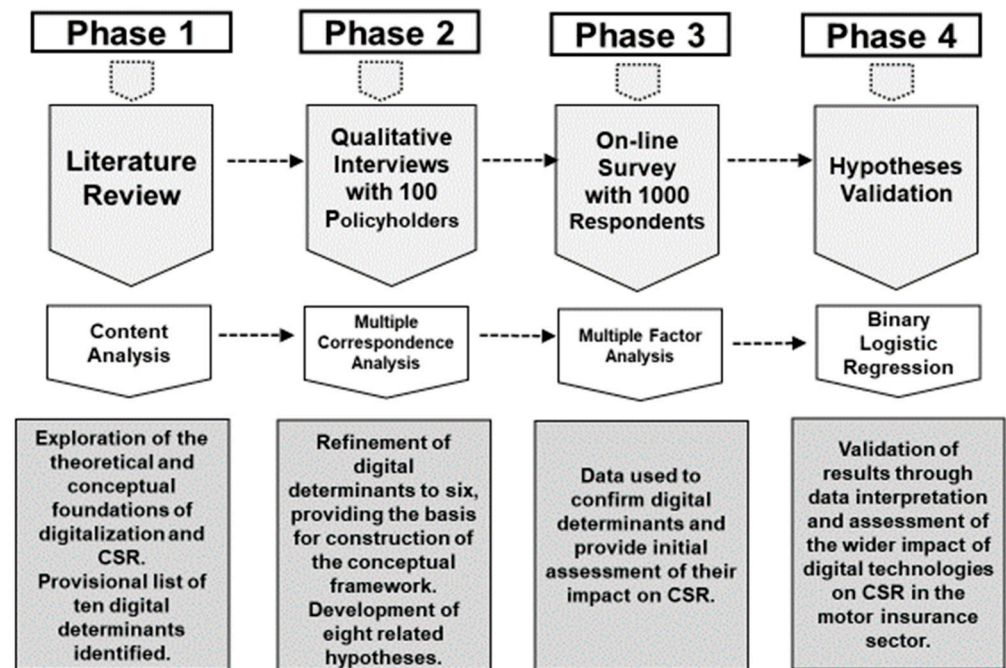 Phase 1
Phase 2
Phase 3
Phase 4
Literature
Review
Qualitative
Interviews
with 100
Policyholders
On-line
Survey
with 1000
Respondents
Hypotheses
Validation
Content
Analysis
Multiple
Correspondence
Analysis
Multiple Factor
Analysis
Binary
Logistic
Regression
Exploration of the
theoretical and
conceptual
foundations of
digitalization and
CSR.
Provisional list of
ten digital
determinants
identified.
Refinement of
digital
determinants to six,
providing the basis
for construction of
the conceptual
framework.
Development of
eight related
hypotheses.
Data used to
confirm digital
determinants and
provide initial
assessment of their
impact on CSR.
Validation of
results through
data interpretation
and assessment of
the wider impact of
digital technologies
on CSR in the
motor insurance
sector.